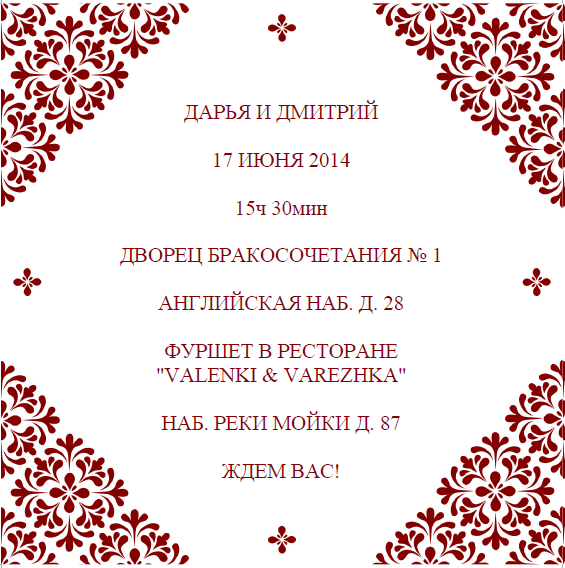 ДАРЬЯ И ДМИТРИЙ
17 ИЮНЯ 2014
15ч 30мин
ДВОРЕЦ БРАКОСОЧЕТАНИЯ № 1
АНГЛИЙСКАЯ НАБ. Д. 28
ФУРШЕТ В РЕСТОРАНЕ
"VALENKI & VAREZHKA"
НАБ. РЕКИ МОЙКИ Д. 87
ЖДЕМ ВАС!